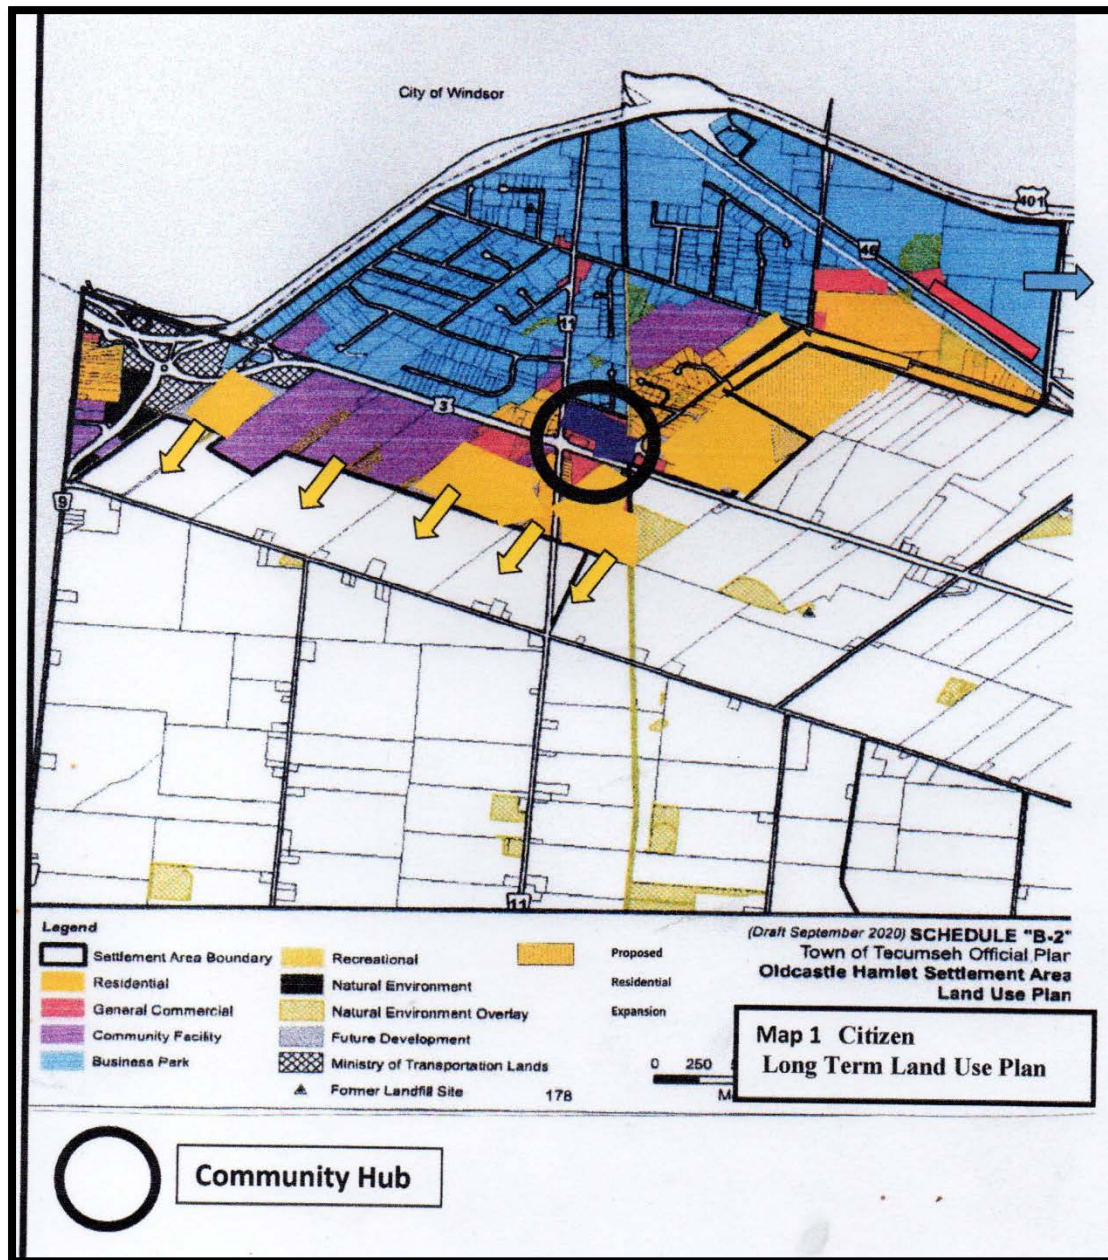 City of Windsor
401
46
11
3
9
11
Legend
Settlement Area Boundary
Residential
General Commercial
Community Facility
Business Park
Recreational
Natural Environment
Natural Environment Overlay
Future Development
Ministry of Transportation Lands
Former Landfill Site
178
Proposed
Residential
Expansion
(Draft September 2020) SCHEDULE "B-2"
Town of Tecumseh Official Plan
Oldcastle Hamlet Settlement Area
Land Use Plan
0 250
Map 1 Citizen
Long Term Land Use Plan
Community Hub